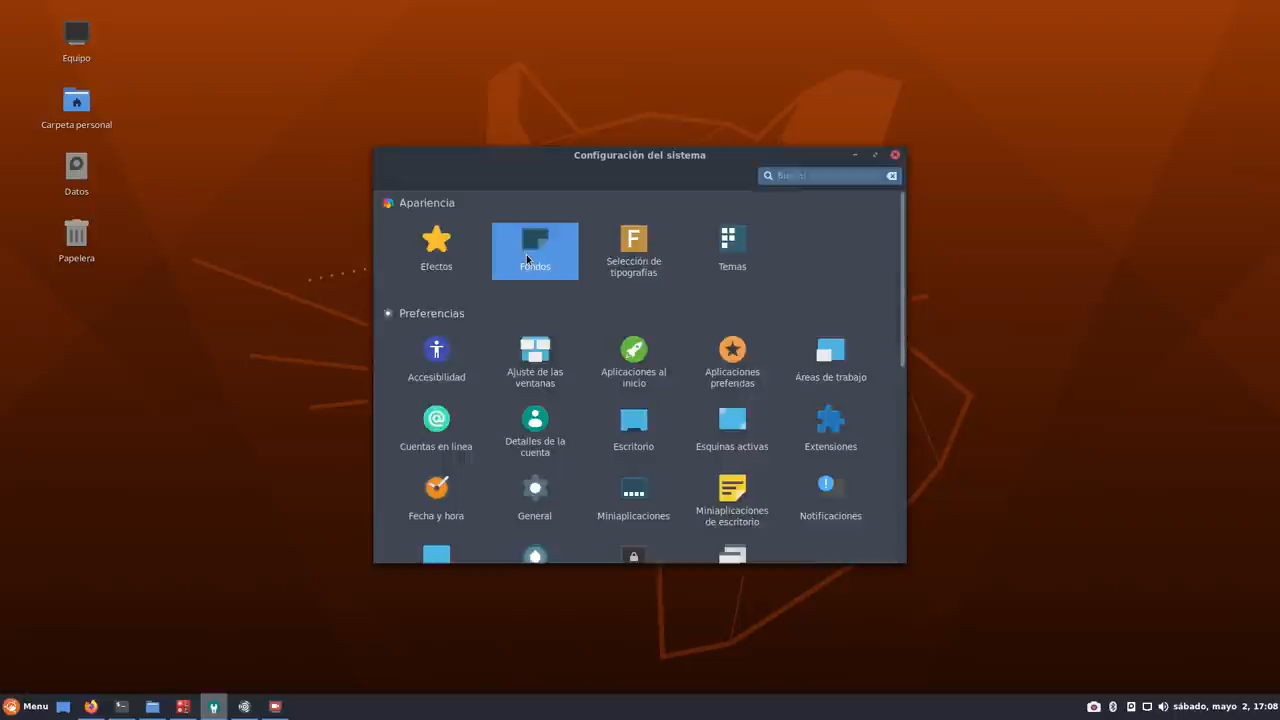 Equipo
Carpeta personal
Datos
Papelera
Configuración del sistema
Buscar
Apariencia
Efectos
Fondos
Selección de
tipografías
Temas
Preferencias
Accesibilidad
Ajuste de las
ventanas
Aplicaciones al
inicio
Aplicaciones
preferidas
Áreas de trabajo
Cuentas en línea
Detalles de la
cuenta
Escritorio
Esquinas activas
Extensiones
Fecha y hora
General
Miniaplicaciones
Miniaplicaciones
de escritorio
Notificaciones
Menu
sábado, mayo 2, 17:08